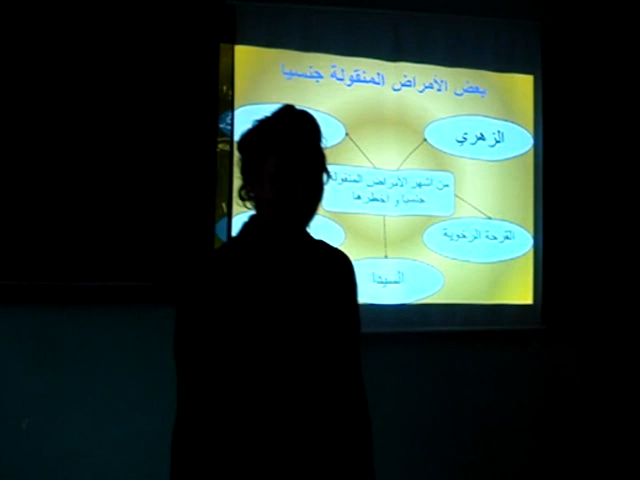 بعض الأمراض المنقولة جنسيا
الزهري
من أشهر الأمراض المنقولة
جنسيا و أخطرها
القرحة الرخوية
السيدا